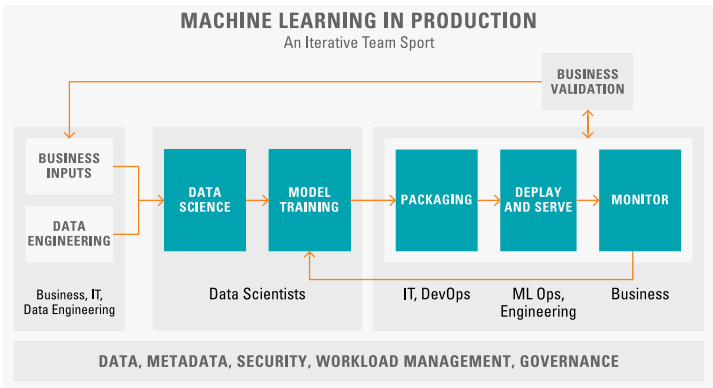 MACHINE LEARNING IN PRODUCTION
An Iterative Team Sport
BUSINESS
VALIDATION
BUSINESS
INPUTS
DATA
ENGINEERING
DATA
SCIENCE
MODEL
TRAINING
PACKAGING
DEPLAY
AND SERVE
MONITOR
Business, IT,
Data Engineering
Data Scientists
IT, DevOps
ML Ops,
Engineering
Business
DATA, METADATA, SECURITY, WORKLOAD MANAGEMENT, GOVERNANCE